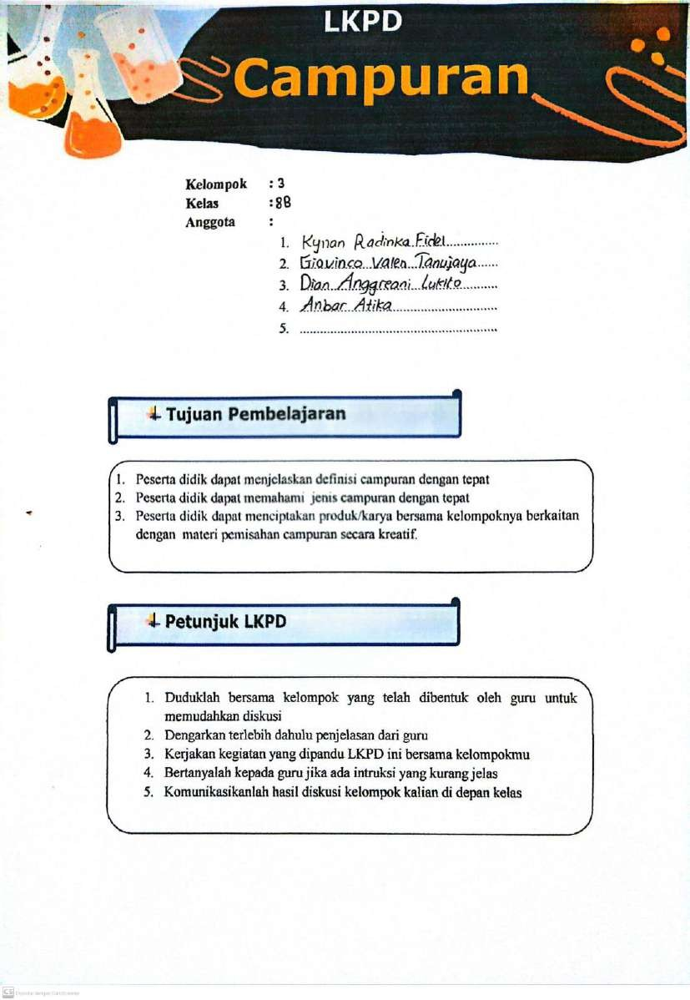 LKPD
Campuran
Kelompok : 3
Kelas : 8B
Anggota :
1. Kynan Radinka Fidel
2. Giovinco Valen Tanujaya
3. Dian Anggreani Lukito
4. Anbar Atika
5.
Tujuan Pembelajaran
1. Peserta didik dapat menjelaskan definisi campuran dengan tepat
2. Peserta didik dapat memahami jenis campuran dengan tepat
3. Peserta didik dapat menciptakan produk/karya bersama kelompoknya berkaitan
dengan materi pemisahan campuran secara kreatif.
Petunjuk LKPD
1. Duduklah bersama kelompok yang telah dibentuk oleh guru untuk
memudahkan diskusi
2. Dengarkan terlebih dahulu penjelasan dari guru
3. Kerjakan kegiatan yang dipandu LKPD ini bersama kelompokmu
4. Bertanyalah kepada guru jika ada intruksi yang kurang jelas
5. Komunikasikanlah hasil diskusi kelompok kalian di depan kelas
CS Dipindai dengan CamScanner